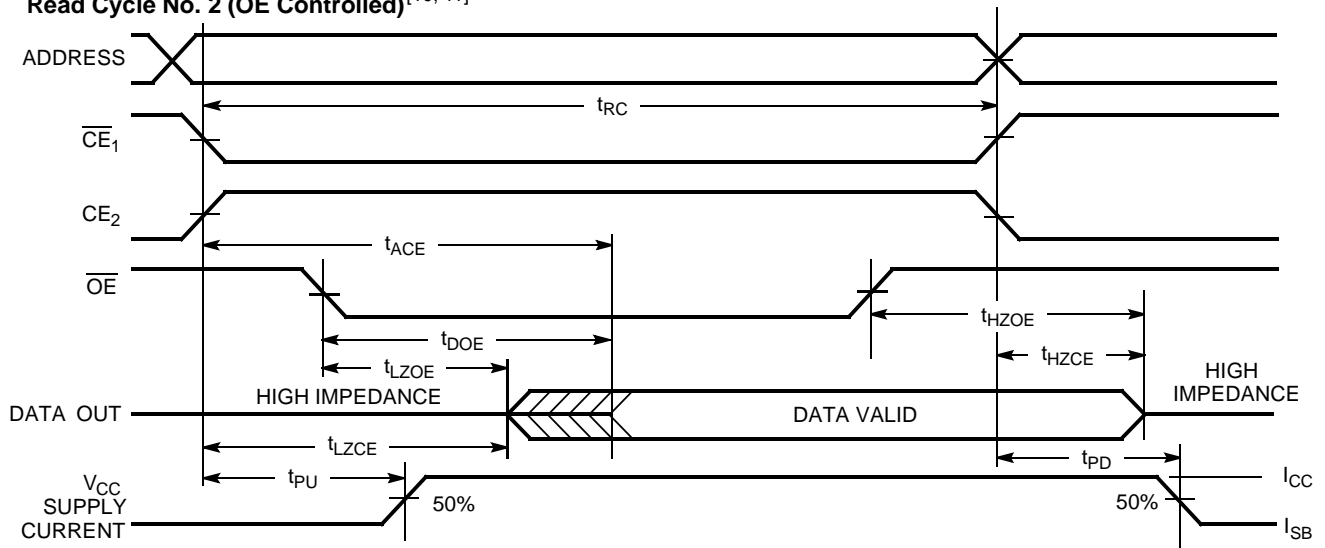 Read Cycle No. 2 (OE Controlled)
ADDRESS
tRC
CE1
CE2
tACE
OE
tHZOE
tDOE
tHZCE
tLZOE
HIGH IMPEDANCE
HIGH
IMPEDANCE
DATA OUT
DATA VALID
tLZCE
tPU
tPD
VCC
SUPPLY
CURRENT
50%
50%
ICC
ISB